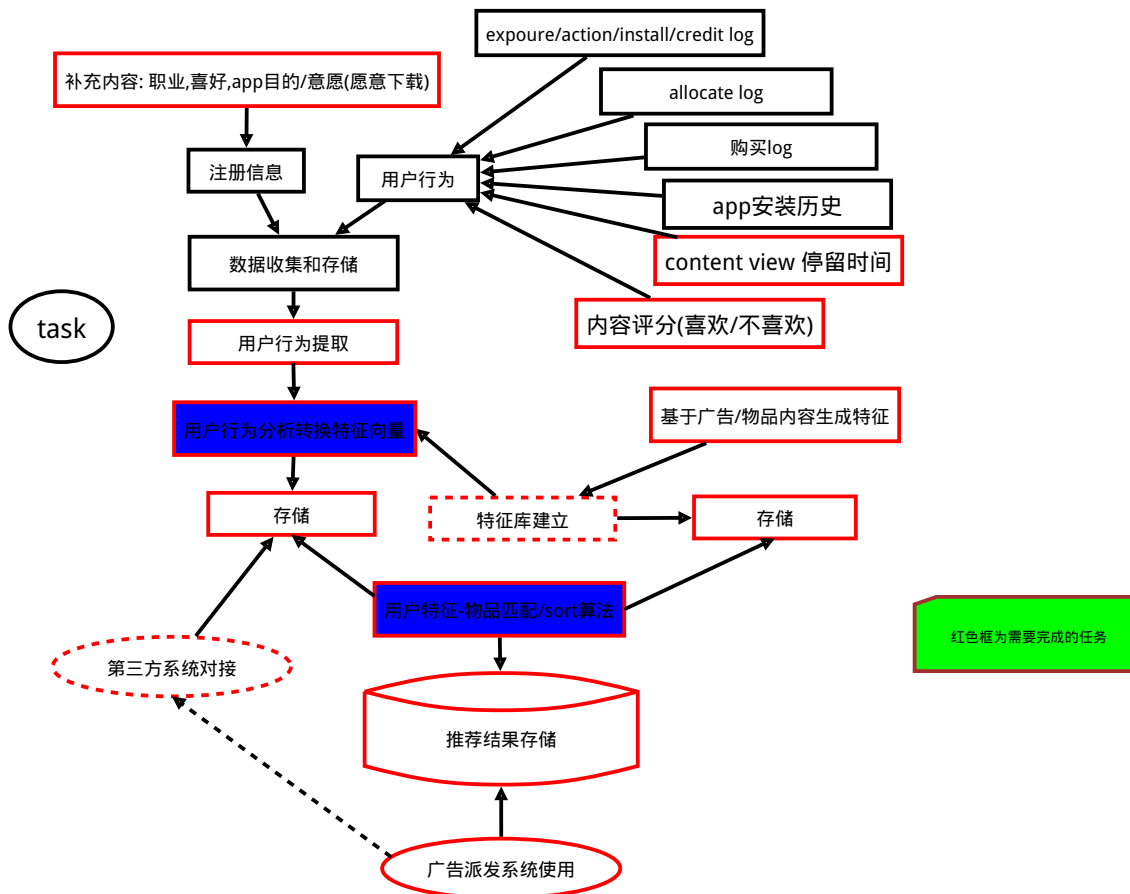 expoure/action/install/credit log
补充内容: 职业,喜好,app目的/意愿(愿意下载)
allocate log
购买log
注册信息
用户行为
app安装历史
content view 停留时间
数据收集和存储
task
内容评分(喜欢/不喜欢)
用户行为提取
基于广告/物品内容生成特征
用户行为分析转换特征向量
存储
特征库建立
存储
用户特征-物品匹配/sort算法
红色框为需要完成的任务
第三方系统对接
推荐结果存储
广告派发系统使用